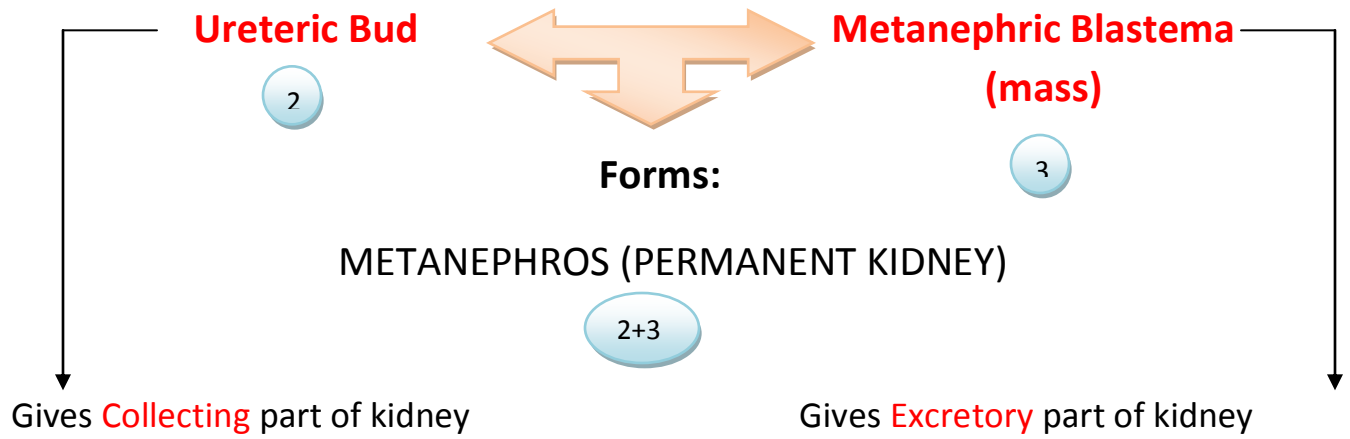 Ureteric Bud
Metanephric Blastema
(mass)
2
3
Forms:
METANEPHROS (PERMANENT KIDNEY)
2+3
Gives Collecting part of kidney
Gives Excretory part of kidney